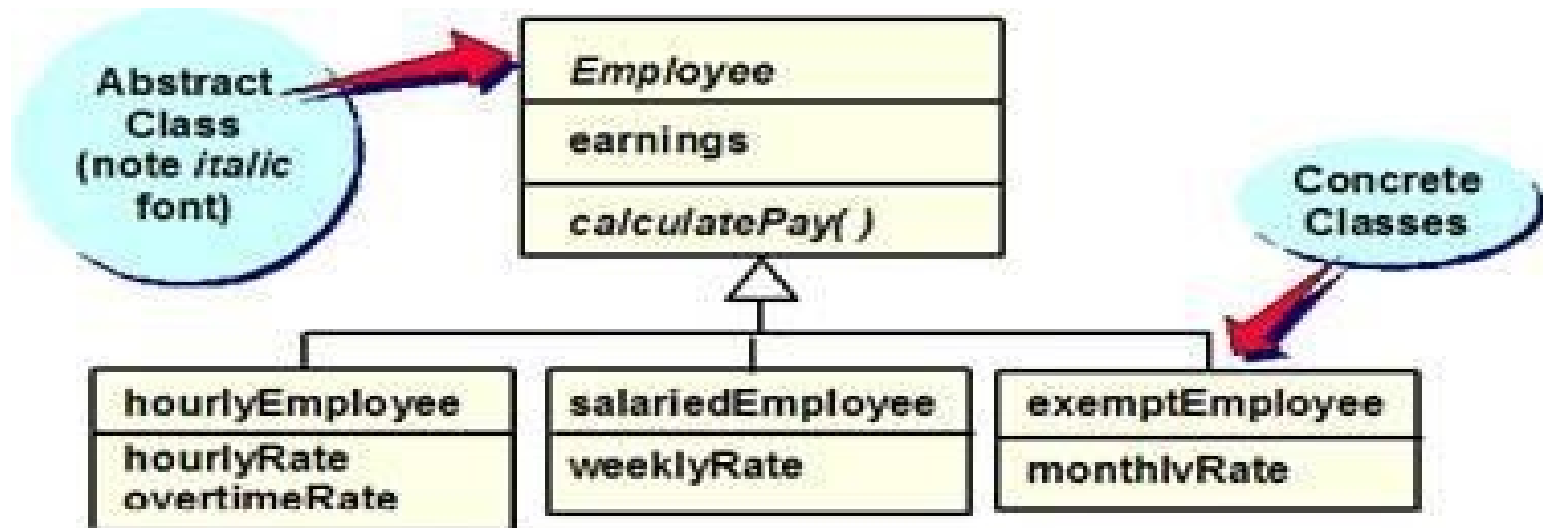 Abstract
Class
(note italic
font)
Employee
earnings
calculatePay( )
Concrete
Classes
hourlyEmployee
hourlyRate
overtimeRate
salariedEmployee
weeklyRate
exemptEmployee
monthlyRate